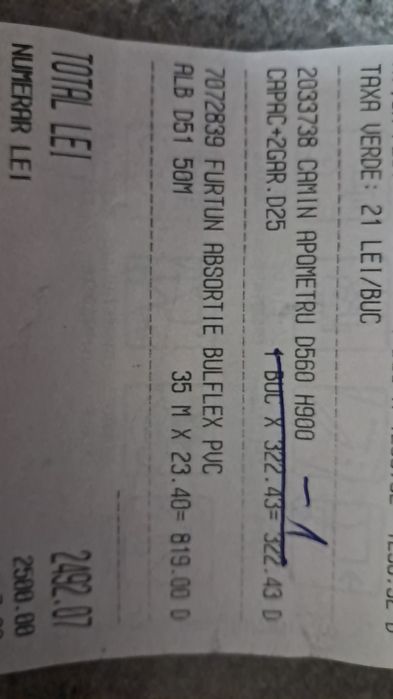 TAXA VERDE: 21 LEI/BUC
2033738 CAMIN APOMETRU D560 H900
CAPAC+2GAR.D25
1 BUC X 322.43= 322.43 D
- 1
7072839 FURTUN ABSORTIE BULFLEX PVC
ALB D51 50M
35 M X 23.40= 819.00 D
TOTAL LEI 2492.07
NUMERAR LEI 2500.00